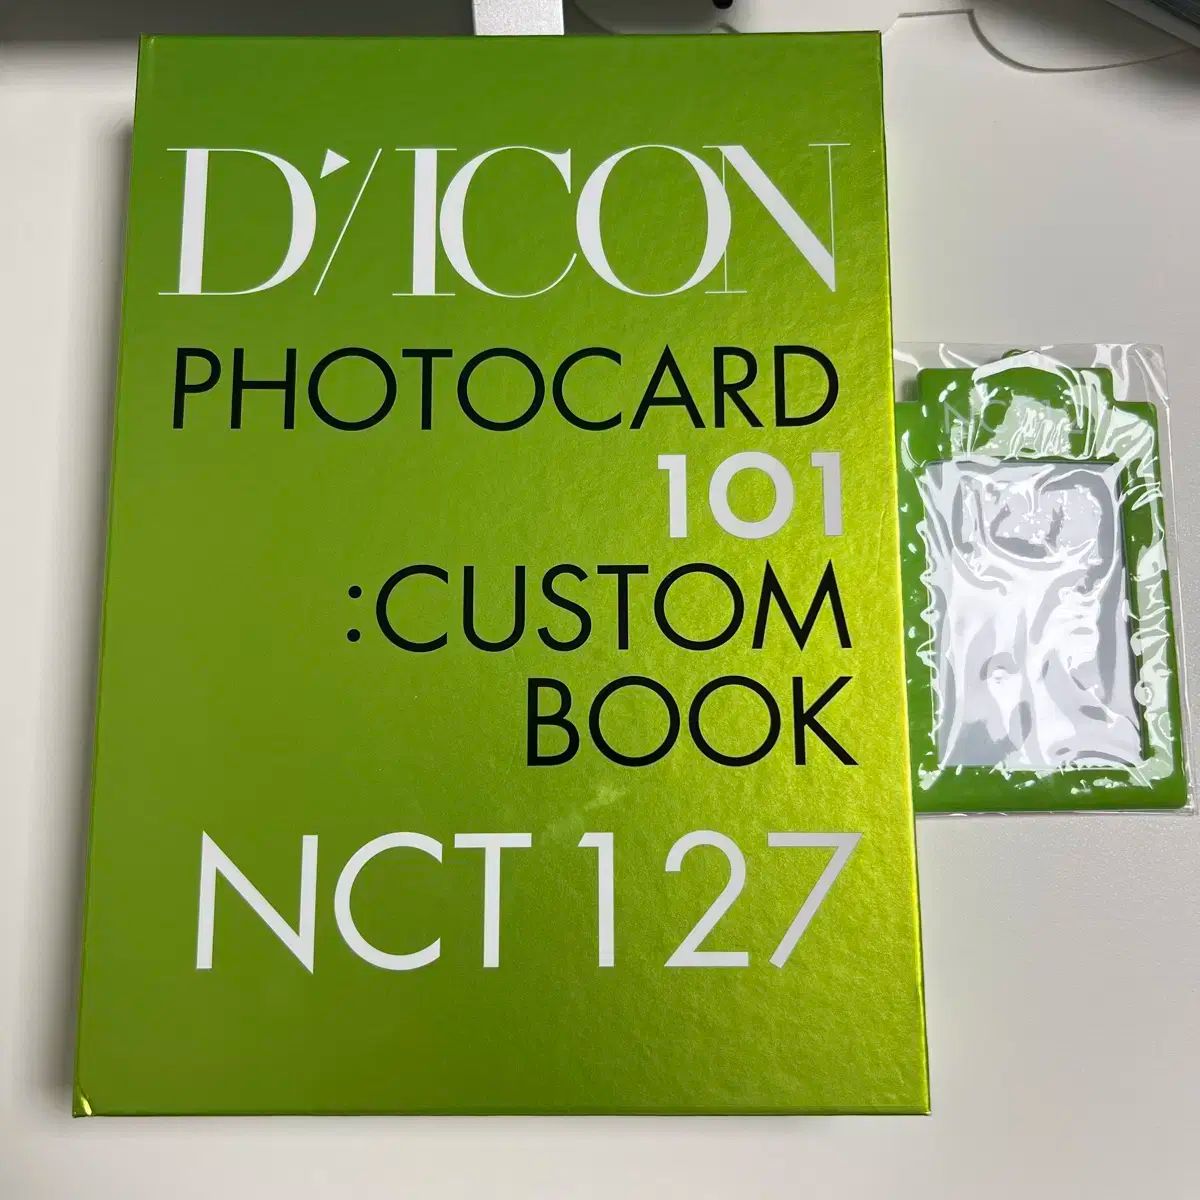 D'/ICON
PHOTOCARD
101
:CUSTOM
BOOK
NCT 127